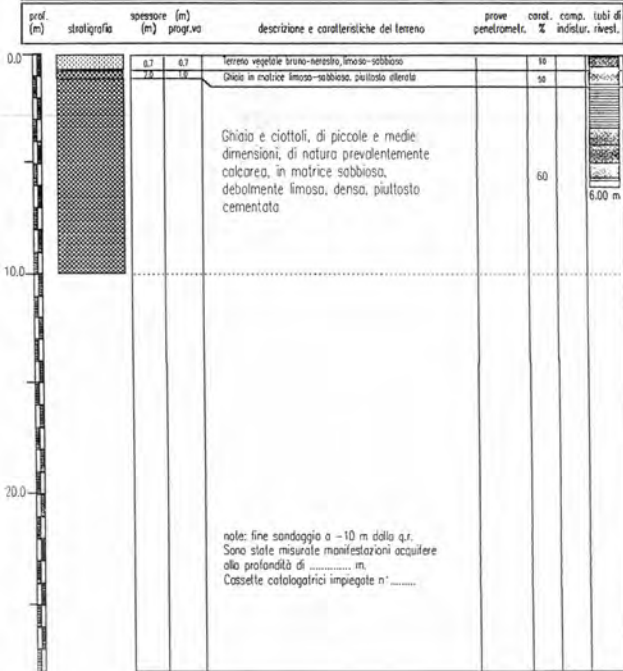 prof. (m) stratigrafia spessore (m) (m) progr.vo descrizione e caratteristiche del terreno prove penetrometr. carot. % camp. indistur. tubi di rivest.
0.0 0.7 0.7 Terreno vegetale bruno-nerastro, limoso-sabbioso
1.0 Ghiaia in matrice limoso-sabbiosa, piuttosto alterata 50
Ghiaia e ciottoli, di piccole e medie
dimensioni, di natura prevalentemente
calcarea, in matrice sabbiosa,
debolmente limosa, densa, piuttosto
cementata
60
6.00 m
10.0
20.0
note: fine sondaggio a -10 m dalla q.r.
Sono state misurate manifestazioni acquifere
alla profondità di ............. m.
Cassette catalogatrici impiegate n° ........